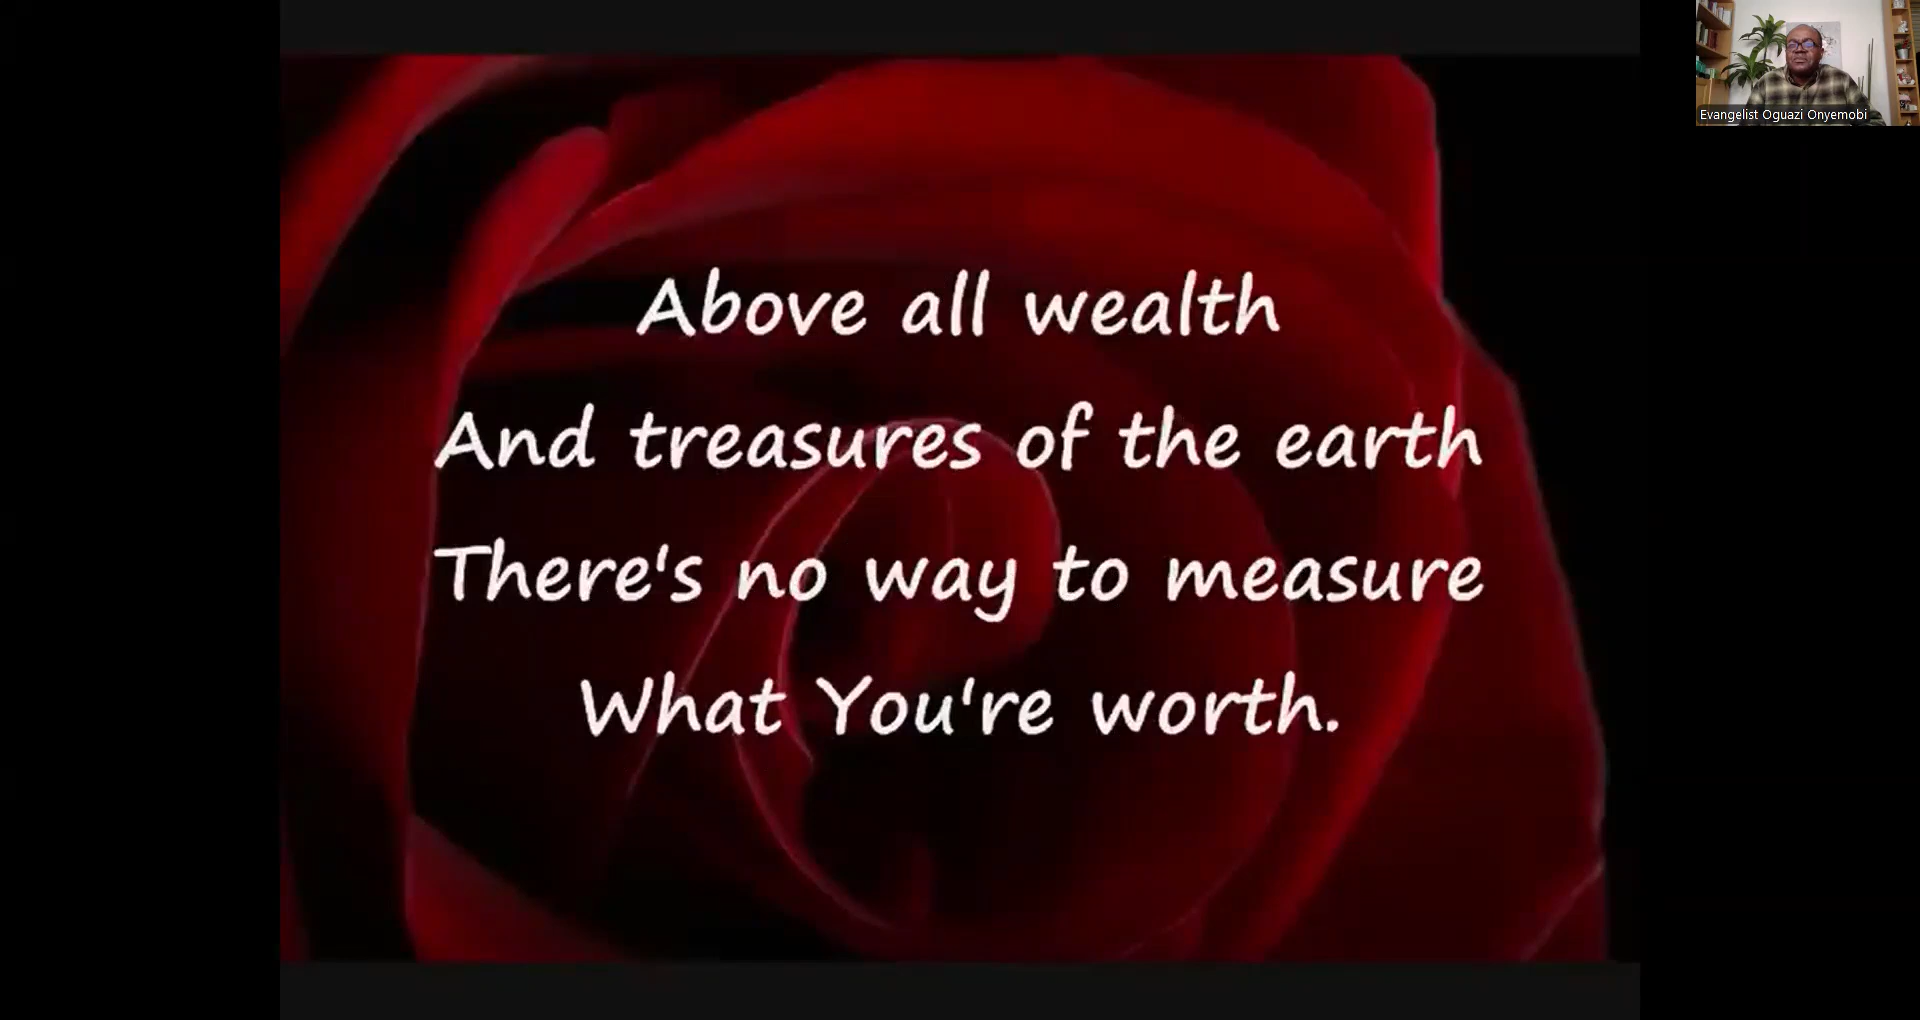 Above all wealth
And treasures of the earth
There's no way to measure
What You're worth.
Evangelist Oguazi Onyemobi